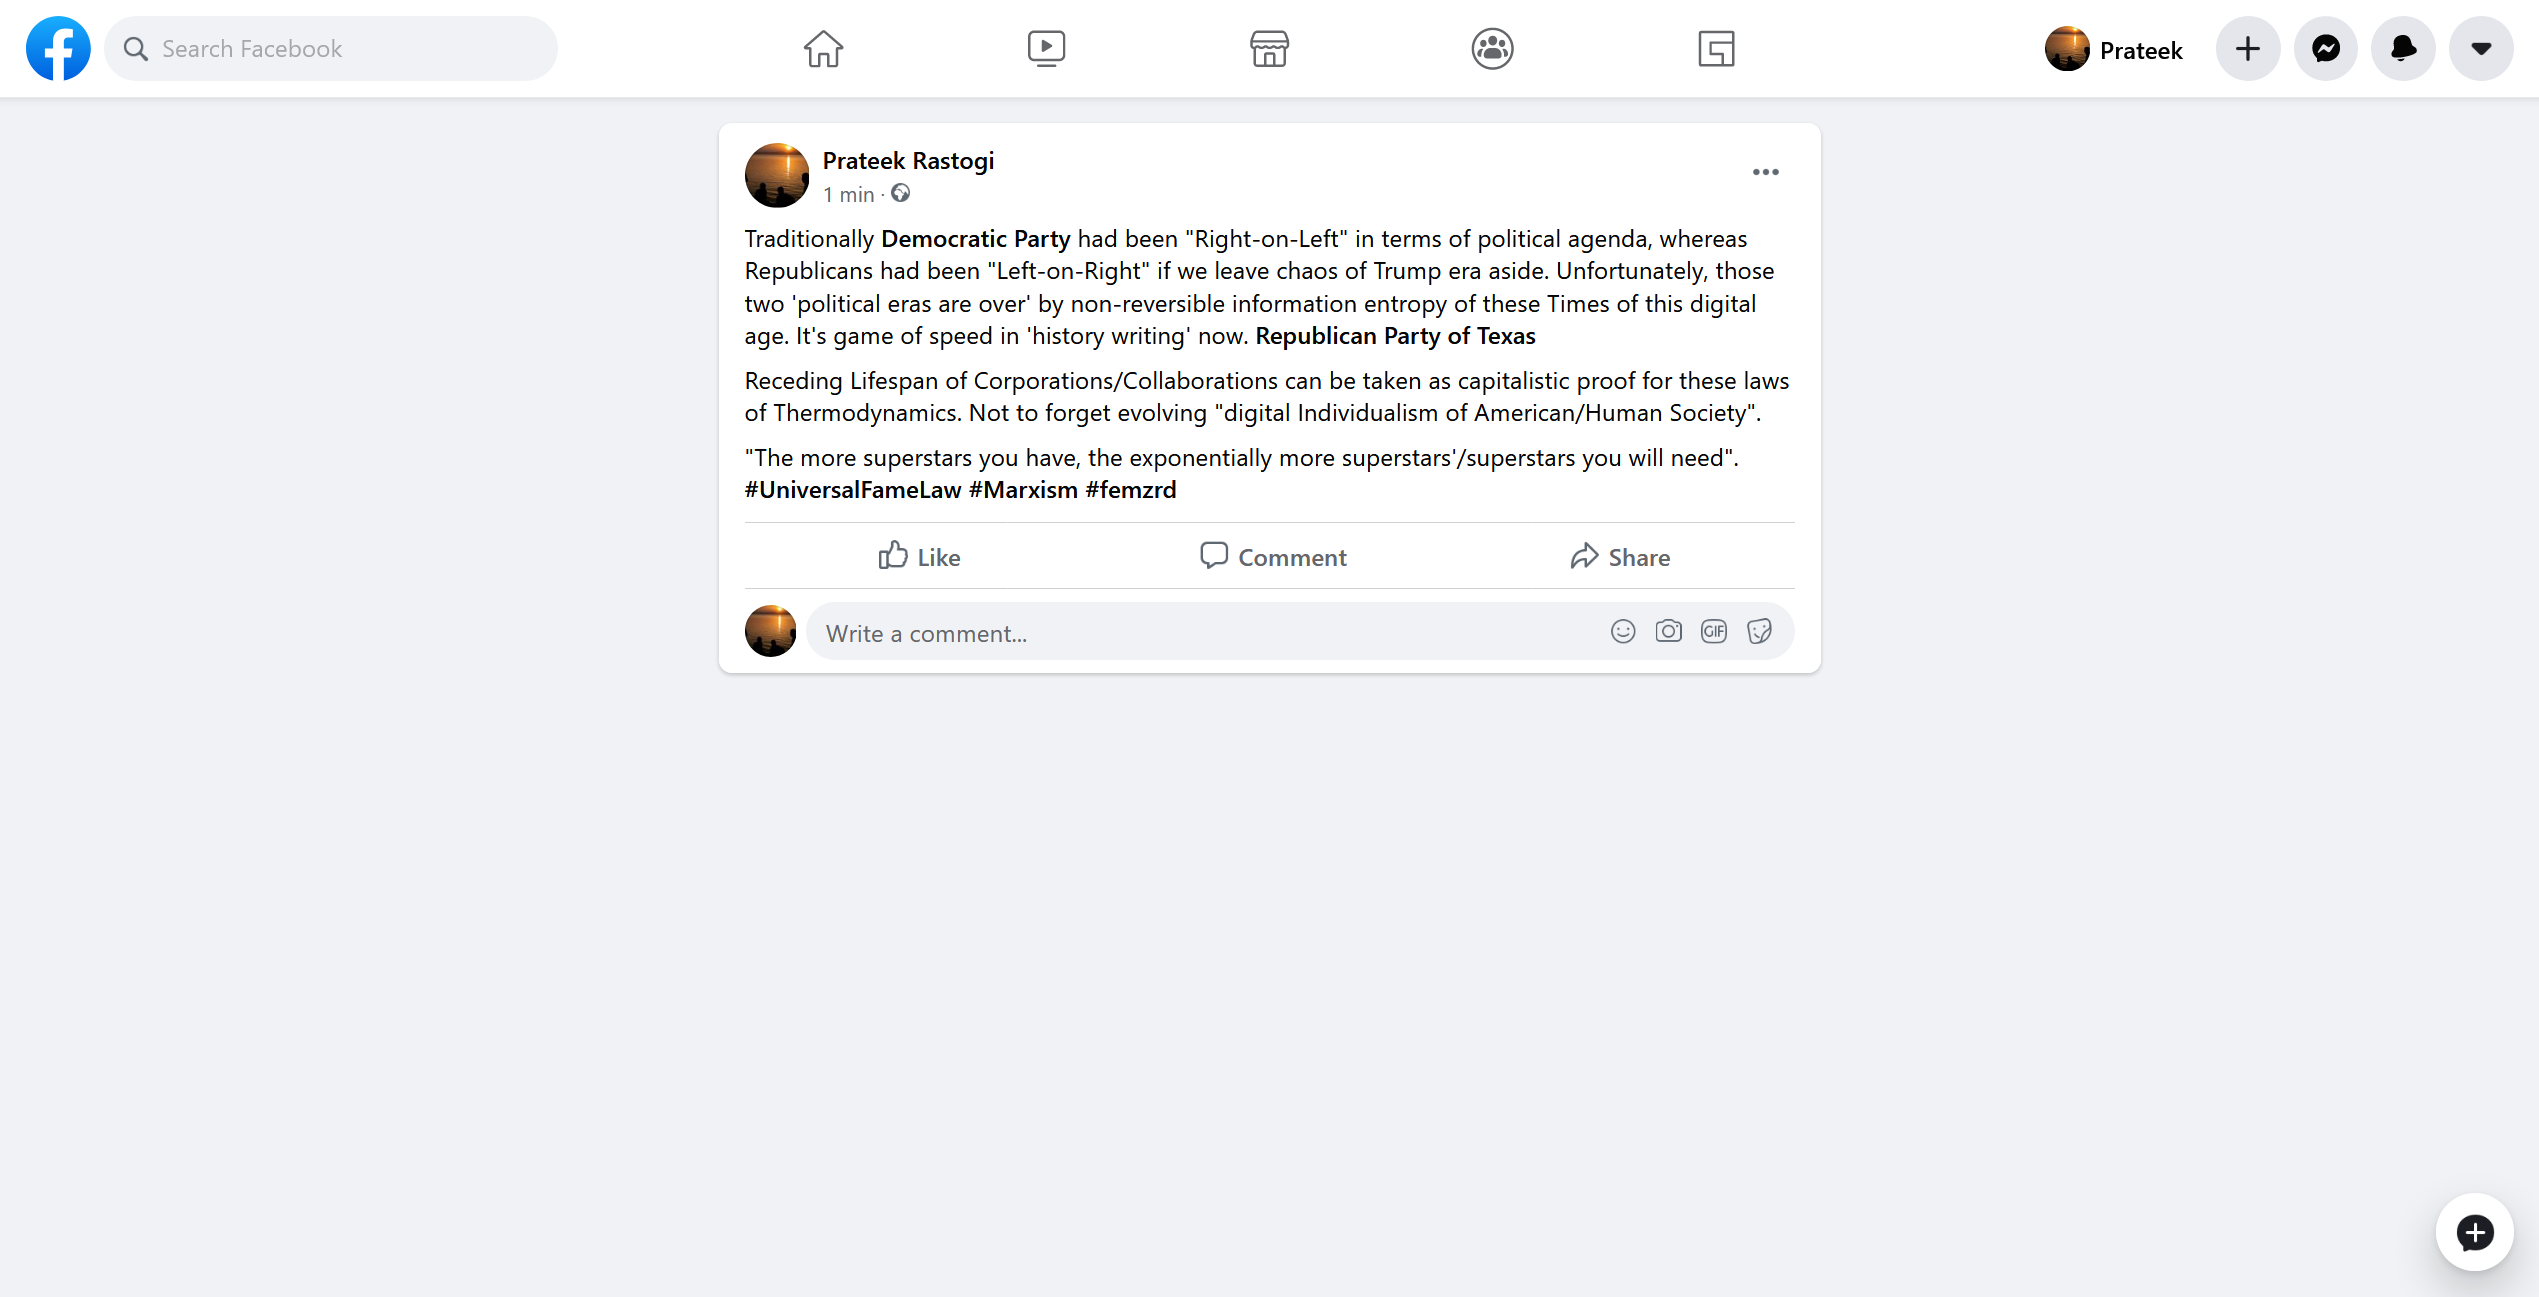 Search Facebook
Prateek
Prateek Rastogi
1 min ·
Traditionally Democratic Party had been "Right-on-Left" in terms of political agenda, whereas
Republicans had been "Left-on-Right" if we leave chaos of Trump era aside. Unfortunately, those
two 'political eras are over' by non-reversible information entropy of these Times of this digital
age. It's game of speed in 'history writing' now. Republican Party of Texas
Receding Lifespan of Corporations/Collaborations can be taken as capitalistic proof for these laws
of Thermodynamics. Not to forget evolving "digital Individualism of American/Human Society".
"The more superstars you have, the exponentially more superstars'/superstars you will need".
#UniversalFameLaw #Marxism #femzrd
Like Comment Share
Write a comment... GIF